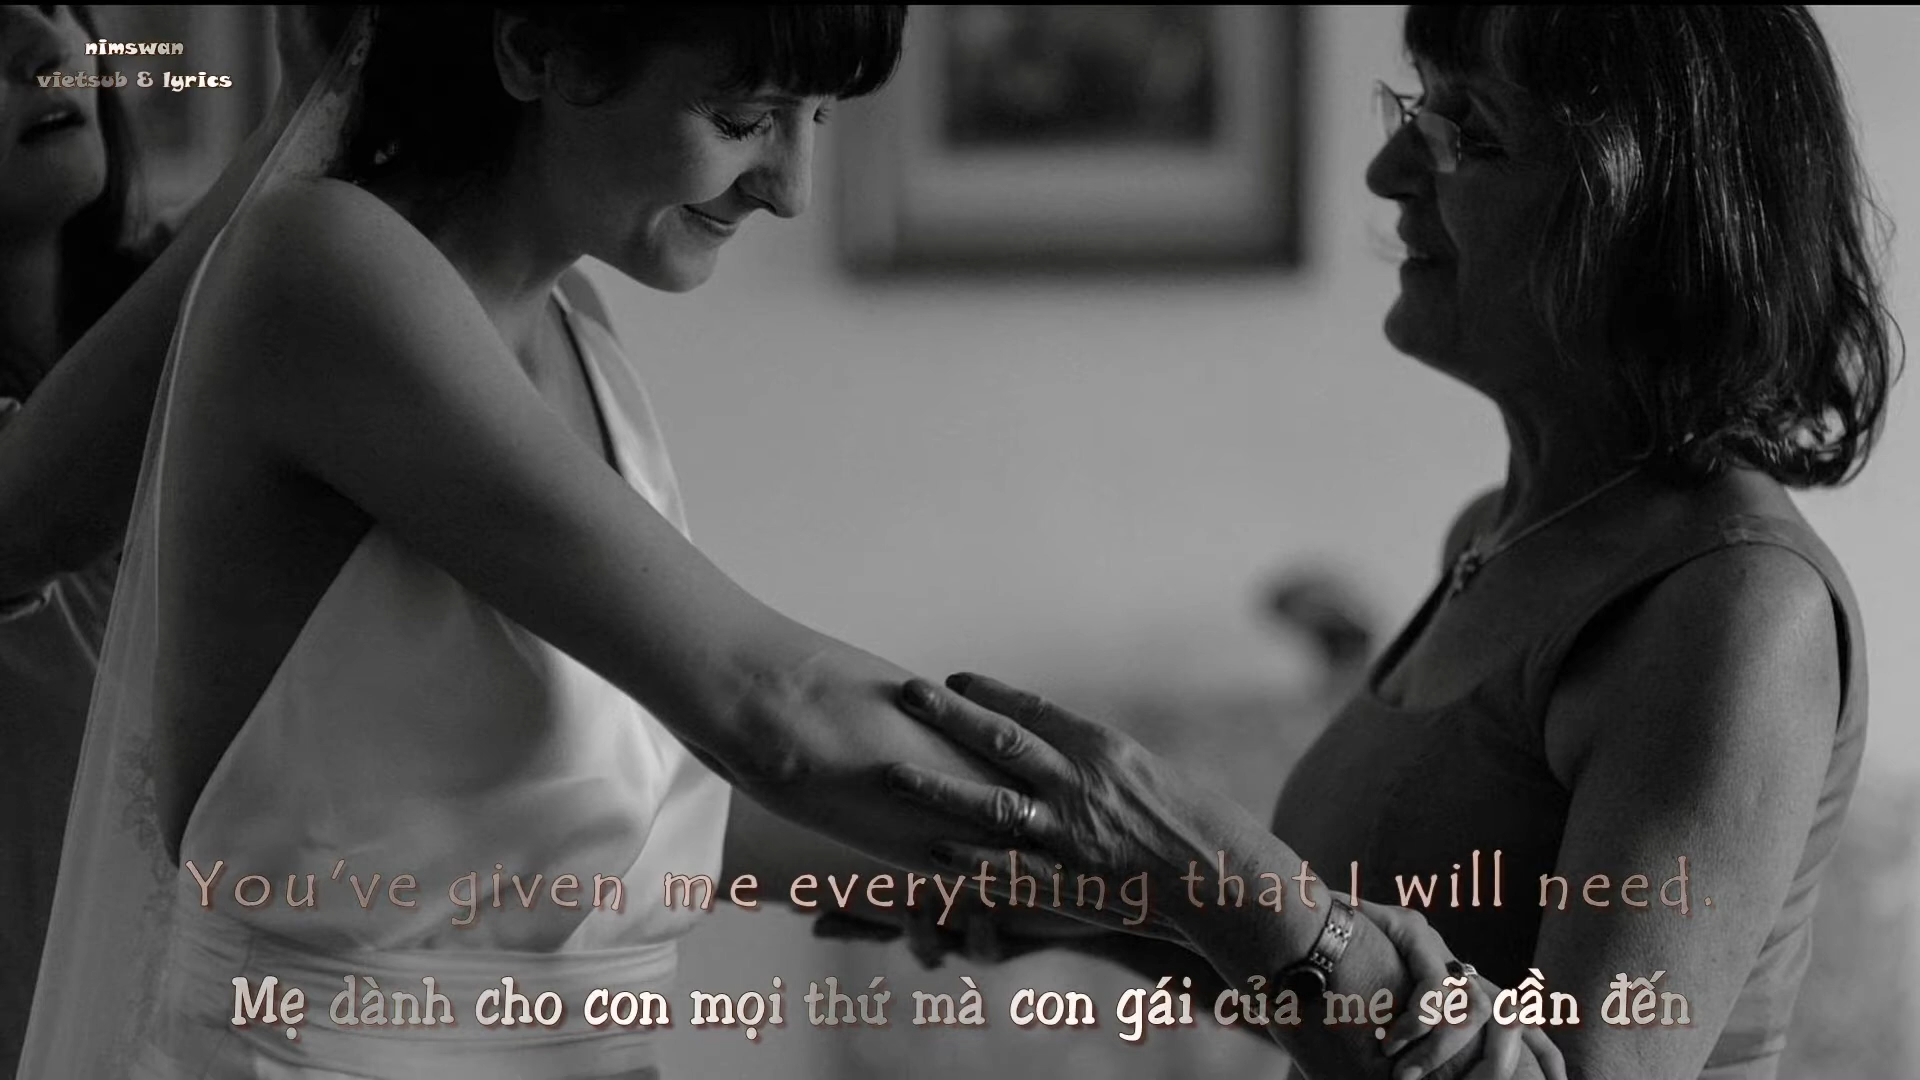 nimswan
vietsub & lyrics
You've given me everything that I will need.
Mẹ dành cho con mọi thứ mà con gái của mẹ sẽ cần đến